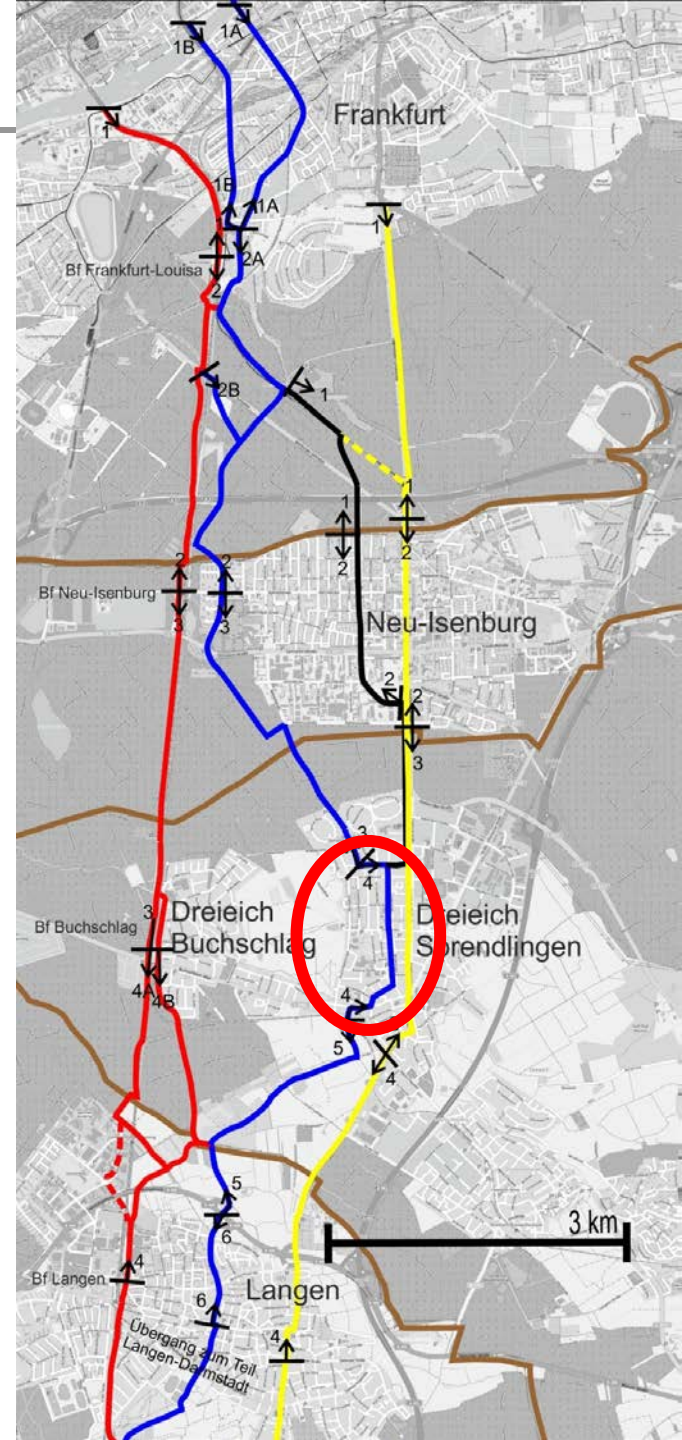 1A
1B
Frankfurt
1
1B
1A
1
Bf Frankfurt-Louisa
2A
2
2B
1
1
1
2
2
2
2
Bf Neu-Isenburg
3
3
Neu-Isenburg
2
2
3
3
4
Dreieich
Buchschlag
3
Bf Buchschlag
Dreieich
Sprendlingen
4A
4B
4
5
4
5
6
3 km
4
Bf Langen
Langen
6
4
Übergang zum Teil
Langen-Darmstadt